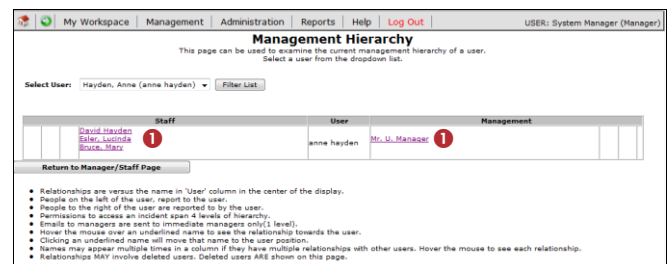 My Workspace | Management | Administration | Reports | Help | Log Out | USER: System Manager (Manager)
Management Hierarchy
This page can be used to examine the current management hierarchy of a user.
Select a user from the dropdown list.
Select User: Hayden, Anne (anne hayden) Filter List
Staff User Management
David Hayden
Esler, Lucinda 1 anne hayden Mr. U. Manager 1
Bruce, Mary
Return to Manager/Staff Page
• Relationships are versus the name in 'User' column in the center of the display.
• People on the left of the user, report to the user.
• People to the right of the user are reported to by the user.
• Permissions to access an incident span 4 levels of hierarchy.
• Emails to managers are sent to immediate managers only(1 level).
• Hover the mouse over an underlined name to see the relationship towards the user.
• Clicking an underlined name will move that name to the user position.
• Names may appear multiple times in a column if they have multiple relationships with other users. Hover the mouse to see each relationship.
• Relationships MAY involve deleted users. Deleted users ARE shown on this page.